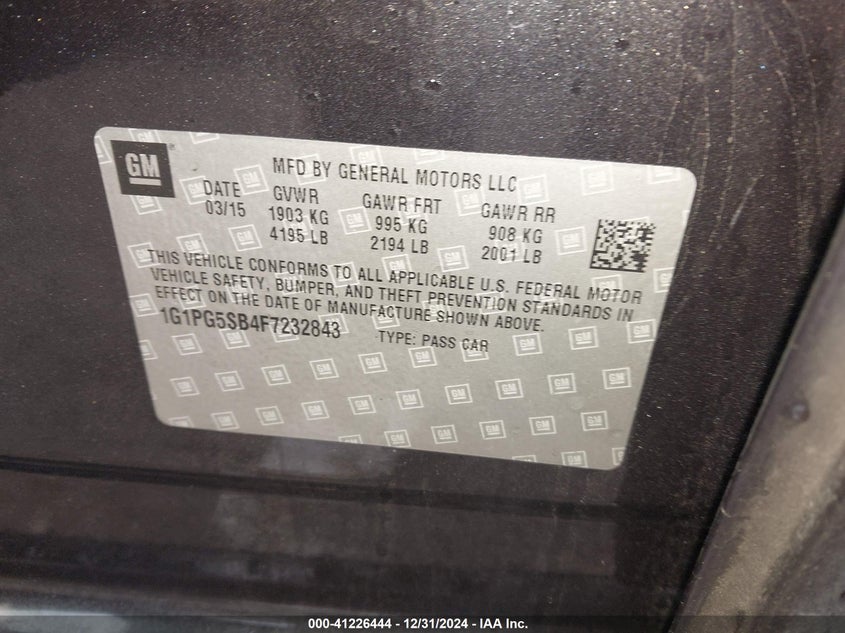 GM
MFD BY GENERAL MOTORS LLC
DATE GVWR GAWR FRT GAWR RR
03/15 1903 KG 995 KG 908 KG
4195 LB 2194 LB 2001 LB
THIS VEHICLE CONFORMS TO ALL APPLICABLE U.S. FEDERAL MOTOR
VEHICLE SAFETY, BUMPER, AND THEFT PREVENTION STANDARDS IN
EFFECT ON THE DATE OF MANUFACTURE SHOWN ABOVE.
1G1PG5SB4F7232843 TYPE: PASS CAR
000-41226444 - 12/31/2024 - IAA Inc.